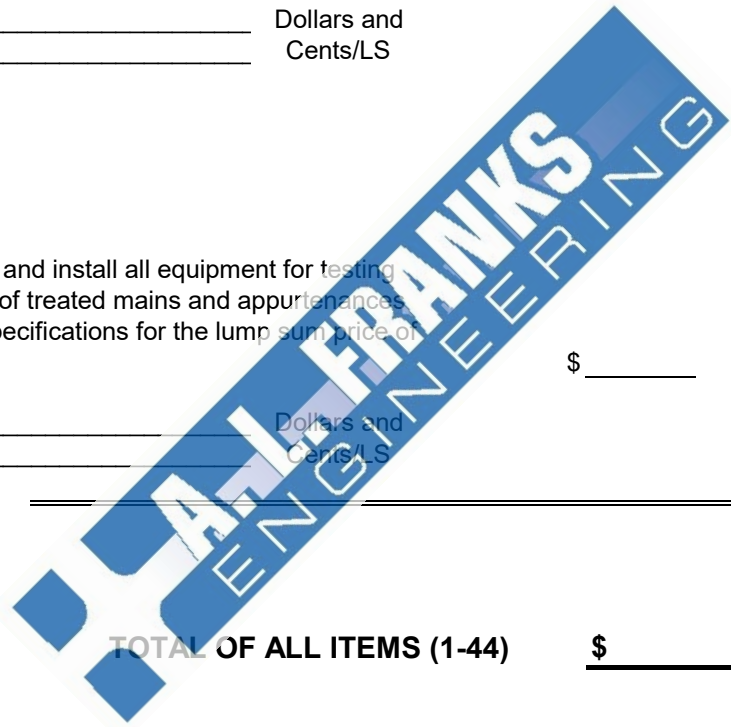 Dollars and
Cents/LS
and install all equipment for testing
of treated mains and appurtenances
pecifications for the lump sum price of
$
Dollars and
Cents/LS
A.L. FRANKS
ENGINEERING
TOTAL OF ALL ITEMS (1-44) $